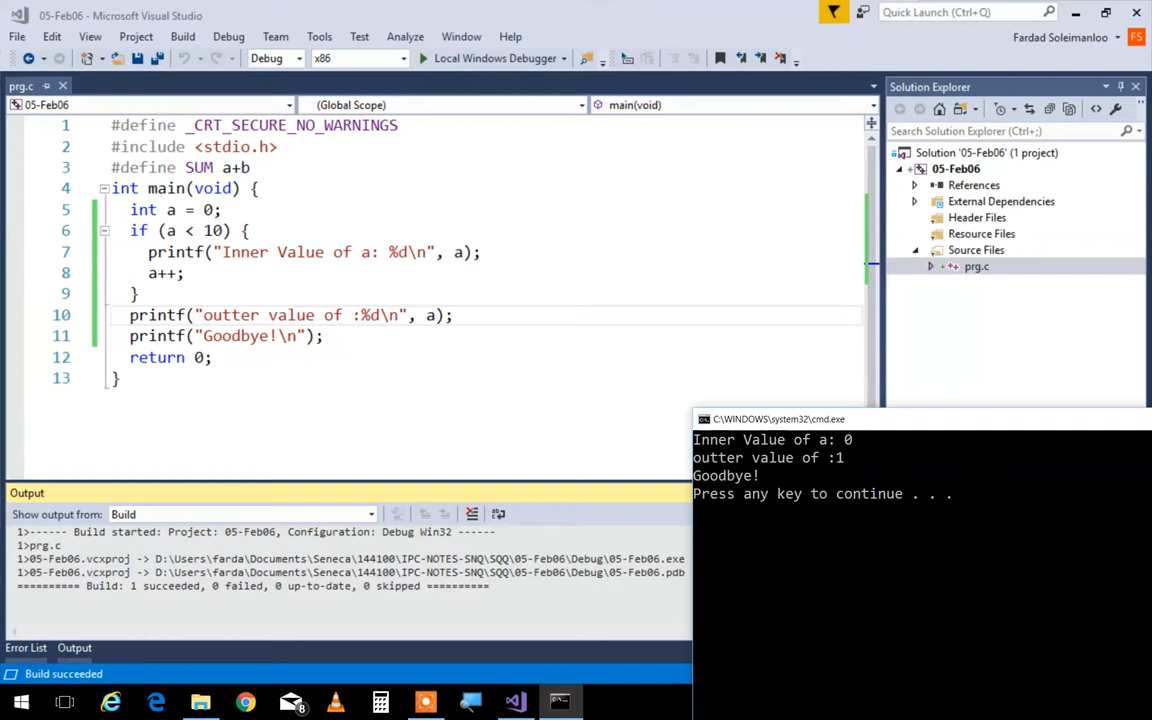 05-Feb06 - Microsoft Visual Studio
Quick Launch (Ctrl+Q)
File Edit View Project Build Debug Team Tools Test Analyze Window Help
Fardad Soleimanloo FS
Debug x86 Local Windows Debugger
prg.c
05-Feb06 (Global Scope) main(void)
1 #define _CRT_SECURE_NO_WARNINGS
2 #include <stdio.h>
3 #define SUM a+b
4 int main(void) {
5 int a = 0;
6 if (a < 10) {
7 printf("Inner Value of a: %d\n", a);
8 a++;
9 }
10 printf("outter value of :%d\n", a);
11 printf("Goodbye!\n");
12 return 0;
13 }
Solution Explorer
Search Solution Explorer (Ctrl+;)
Solution '05-Feb06' (1 project)
05-Feb06
References
External Dependencies
Header Files
Resource Files
Source Files
prg.c
Output
Show output from: Build
1>------ Build started: Project: 05-Feb06, Configuration: Debug Win32 ------
1>prg.c
1>05-Feb06.vcxproj -> D:\Users\farda\Documents\Seneca\144100\IPC-NOTES-SNQ\SQQ\05-Feb06\Debug\05-Feb06.exe
1>05-Feb06.vcxproj -> D:\Users\farda\Documents\Seneca\144100\IPC-NOTES-SNQ\SQQ\05-Feb06\Debug\05-Feb06.pdb
========== Build: 1 succeeded, 0 failed, 0 up-to-date, 0 skipped ==========
Error List Output
Build succeeded
C:\WINDOWS\system32\cmd.exe
Inner Value of a: 0
outter value of :1
Goodbye!
Press any key to continue . . .
8